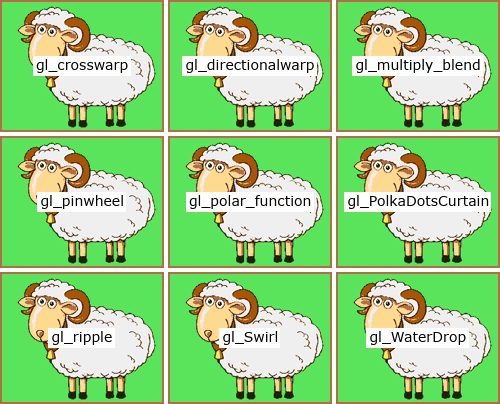 gl_crosswarp
gl_directionalwarp
gl_multiply_blend
gl_pinwheel
gl_polar_function
gl_PolkaDotsCurtain
gl_ripple
gl_Swirl
gl_WaterDrop